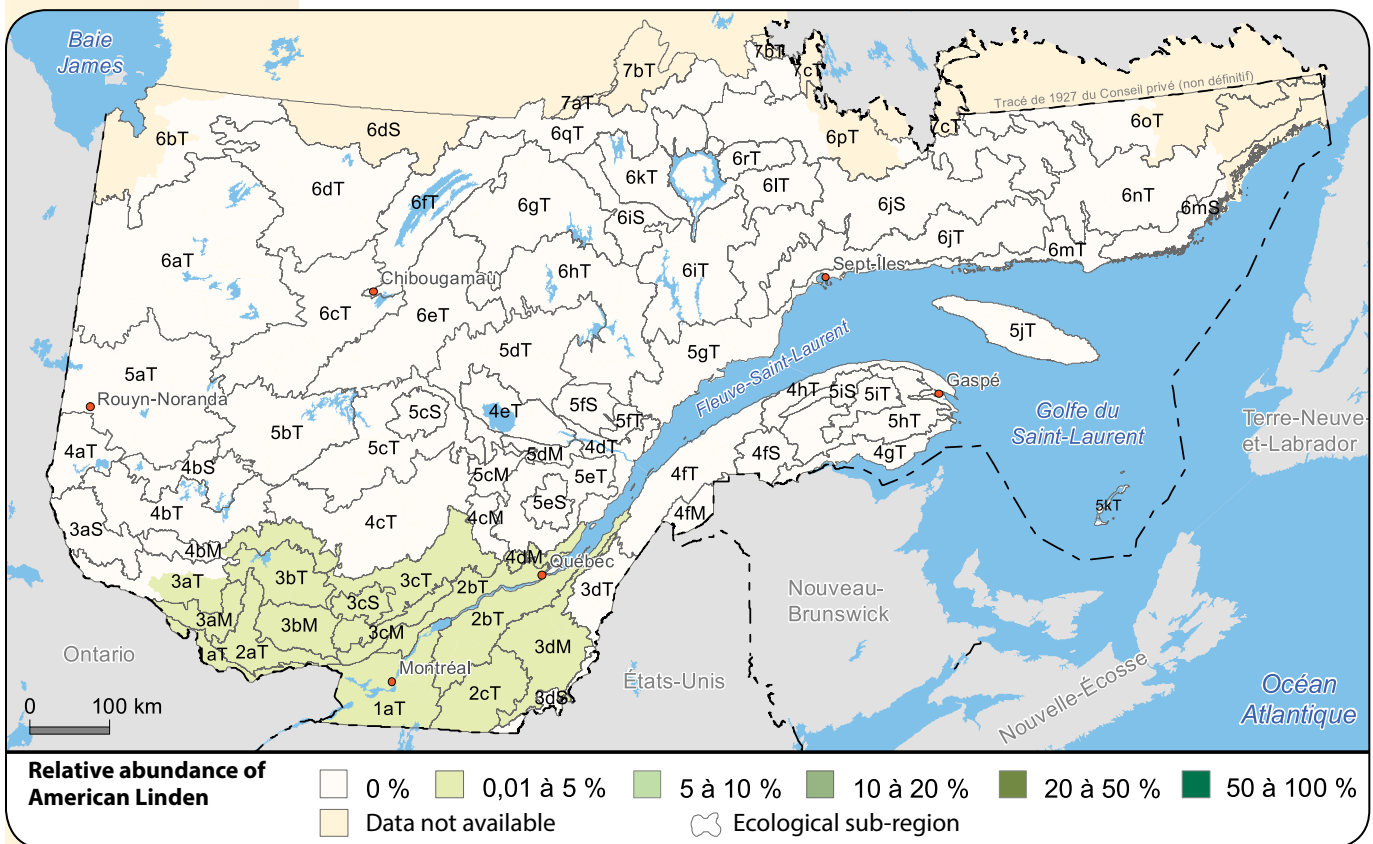 Baie
James
7bT
7bT
7cT
7aT
Tracé de 1927 du Conseil privé (non définitif)
6bT
6dS
6qT
6pT
7cT
6oT
6dT
6fT
6gT
6kT
6rT
6lT
6iS
6jS
6nT
6mS
6jT
6mT
6aT
6hT
6iT
Sept-Îles
Chibougamau
6cT
6eT
5dT
5gT
5jT
5aT
Rouyn-Noranda
5cS
4eT
5fS
5fT
Fleuve-Saint-Laurent
4hT
5iS
5iT
Gaspé
5hT
Golfe du
Saint-Laurent
Terre-Neuve-
et-Labrador
5bT
5cT
5dM
4dT
4aT
4bS
5cM
5eT
4fS
4gT
4fT
4bT
5eS
5kT
3aS
4cT
4cM
4fM
4bM
4dM
Québec
3aT
3bT
3cT
2bT
3dT
Nouveau-
Brunswick
3cS
3aM
3bM
3cM
2bT
3dM
Ontario
1aT
2aT
Montréal
États-Unis
2cT
3dS
1aT
Nouvelle-Écosse
Océan
Atlantique
0
100 km
Relative abundance of
American Linden
0 %
0,01 à 5 %
5 à 10 %
10 à 20 %
20 à 50 %
50 à 100 %
Data not available
Ecological sub-region